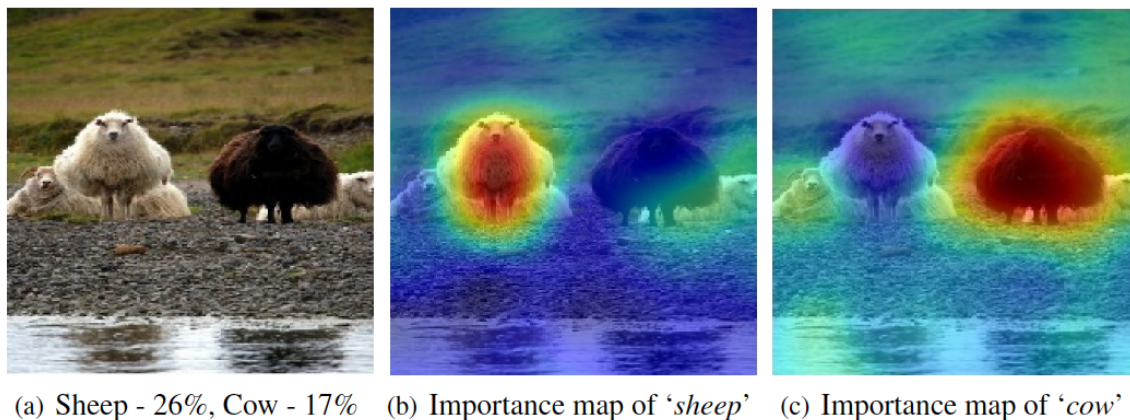 (a) Sheep - 26%, Cow - 17%
(b) Importance map of ‘sheep’
(c) Importance map of ‘cow’